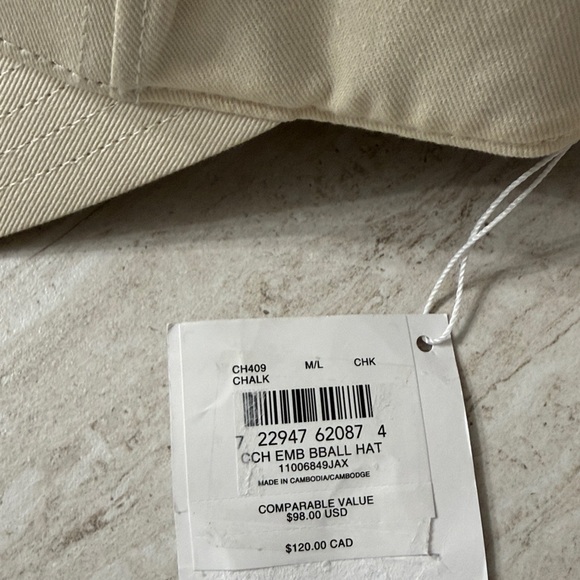 CH409 M/L CHK
CHALK
7 22947 62087 4
CCH EMB BBALL HAT
11006849JAX
MADE IN CAMBODIA/CAMBODGE
COMPARABLE VALUE
$98.00 USD
$120.00 CAD